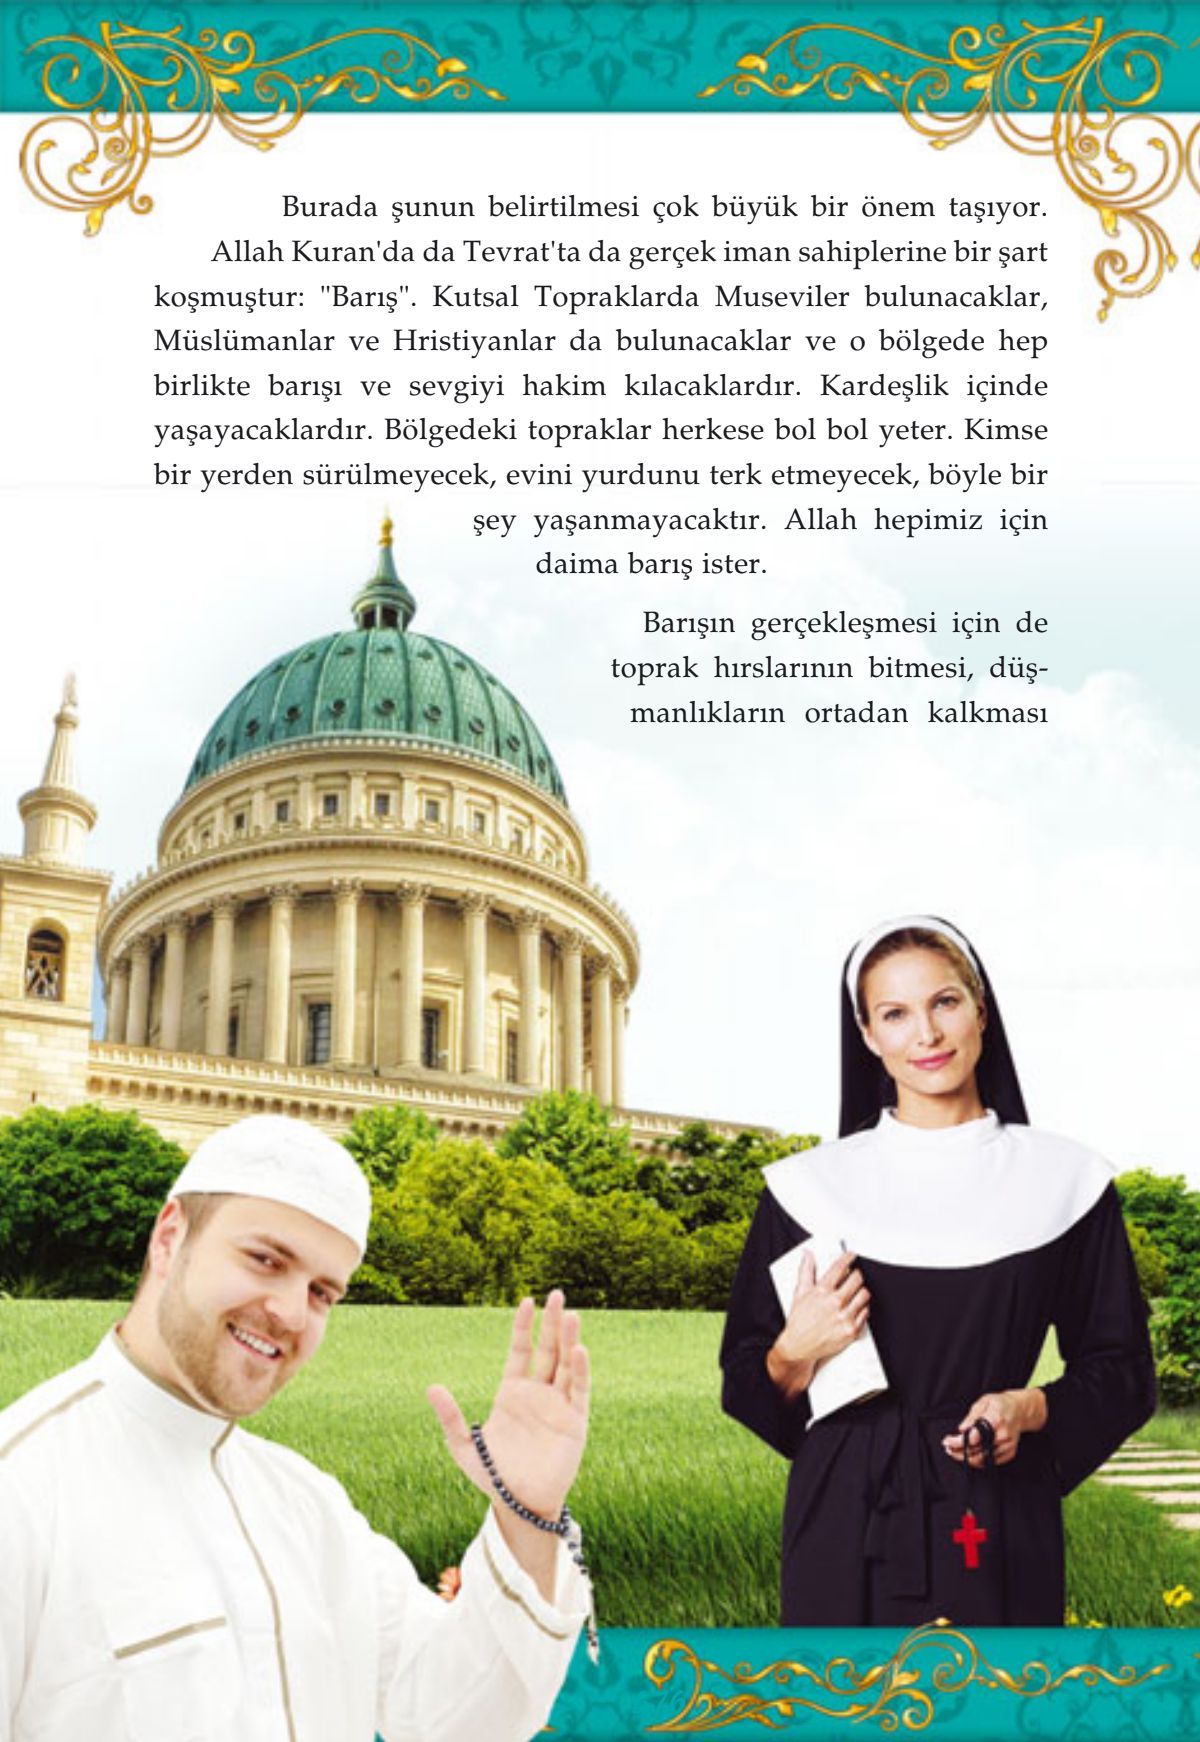 Burada şunun belirtilmesi çok büyük bir önem taşıyor.
Allah Kuran'da da Tevrat'ta da gerçek iman sahiplerine bir şart
koşmuştur: "Barış". Kutsal Topraklarda Museviler bulunacaklar,
Müslümanlar ve Hristiyanlar da bulunacaklar ve o bölgede hep
birlikte barışı ve sevgiyi hakim kılacaklardır. Kardeşlik içinde
yaşayacaklardır. Bölgedeki topraklar herkese bol bol yeter. Kimse
bir yerden sürülmeyecek, evini yurdunu terk etmeyecek, böyle bir
şey yaşanmayacaktır. Allah hepimiz için
daima barış ister.
Barışın gerçekleşmesi için de
toprak hırslarının bitmesi, düş-
manlıkların ortadan kalkması